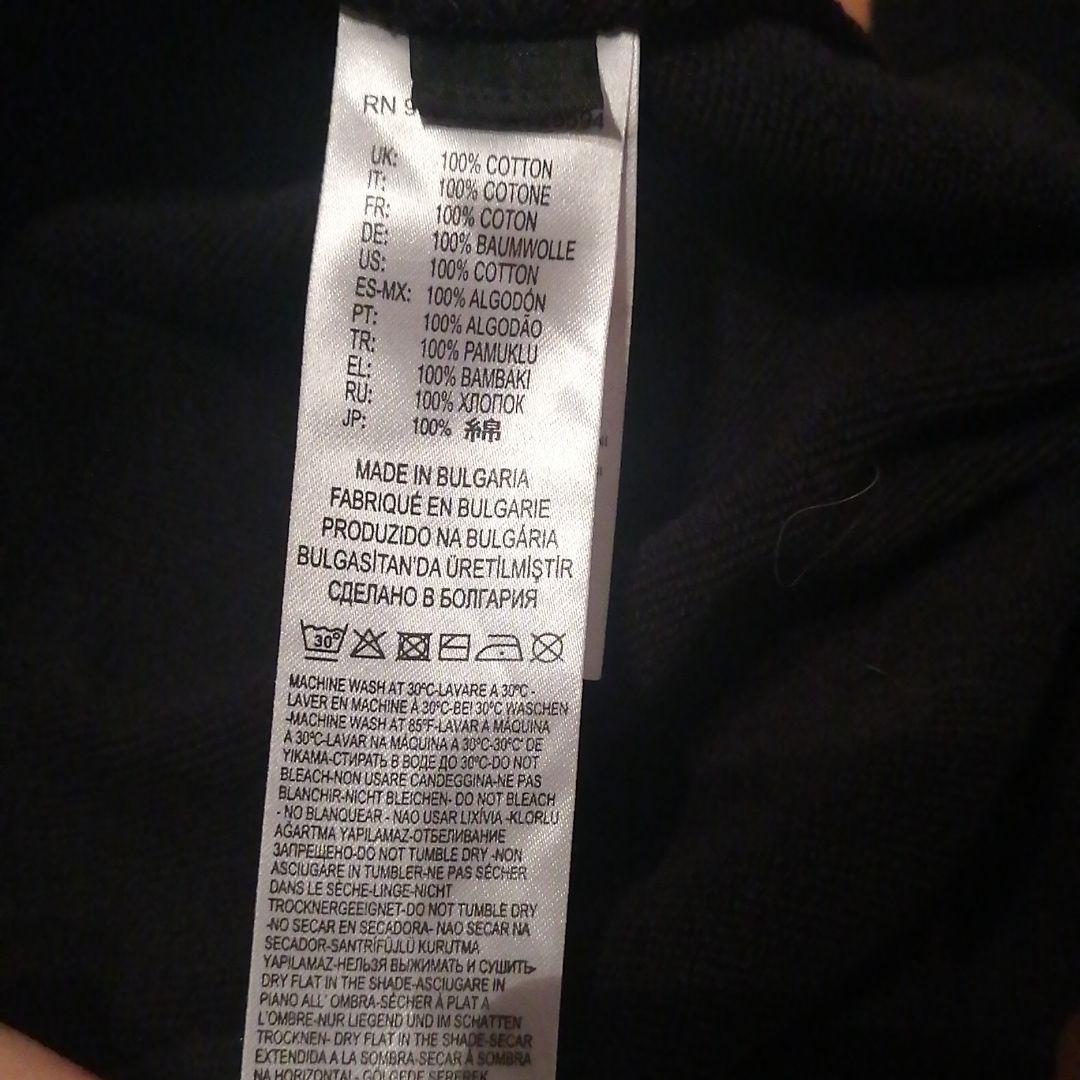 RN 9
UK: 100% COTTON
IT: 100% COTONE
FR: 100% COTON
DE: 100% BAUMWOLLE
US: 100% COTTON
ES-MX: 100% ALGODÓN
PT: 100% ALGODÃO
TR: 100% PAMUKLU
EL: 100% BAMBAKI
RU: 100% ХЛОПОК
JP: 100% 綿
MADE IN BULGARIA
FABRIQUÉ EN BULGARIE
PRODUZIDO NA BULGÁRIA
BULGASİTAN'DA ÜRETİLMİŞTİR
СДЕЛАНО В БОЛГАРИЯ
30°
MACHINE WASH AT 30°C-LAVARE A 30°C -
LAVER EN MACHINE À 30°C-BEI 30°C WASCHEN
-MACHINE WASH AT 85°F-LAVAR A MÁQUINA
A 30°C-LAVAR NA MÁQUINA A 30°C-30°C' DE
YIKAMA-СТИРАТЬ В ВОДЕ ДО 30°C-DO NOT
BLEACH-NON USARE CANDEGGINA-NE PAS
BLANCHIR-NICHT BLEICHEN- DO NOT BLEACH
- NO BLANQUEAR - NAO USAR LIXÍVIA -KLORLU
AĞARTMA YAPILAMAZ-ОТБЕЛИВАНИЕ
ЗАПРЕЩЕНО-DO NOT TUMBLE DRY -NON
ASCIUGARE IN TUMBLER-NE PAS SÉCHER
DANS LE SÈCHE-LINGE-NICHT
TROCKNERGEEIGNET-DO NOT TUMBLE DRY
-NO SECAR EN SECADORA- NAO SECAR NA
SECADOR-SANTRİFÜJLÜ KURUTMA
YAPILAMAZ-НЕЛЬЗЯ ВЫЖИМАТЬ И СУШИТЬ-
DRY FLAT IN THE SHADE-ASCIUGARE IN
PIANO ALL' OMBRA-SÉCHER À PLAT A
L'OMBRE-NUR LIEGEND UND IM SCHATTEN
TROCKNEN- DRY FLAT IN THE SHADE-SECAR
EXTENDIDA A LA SOMBRA-SECAR À SOMBRA
NA HORIZONTAL- GÖLGEDE SEREREK